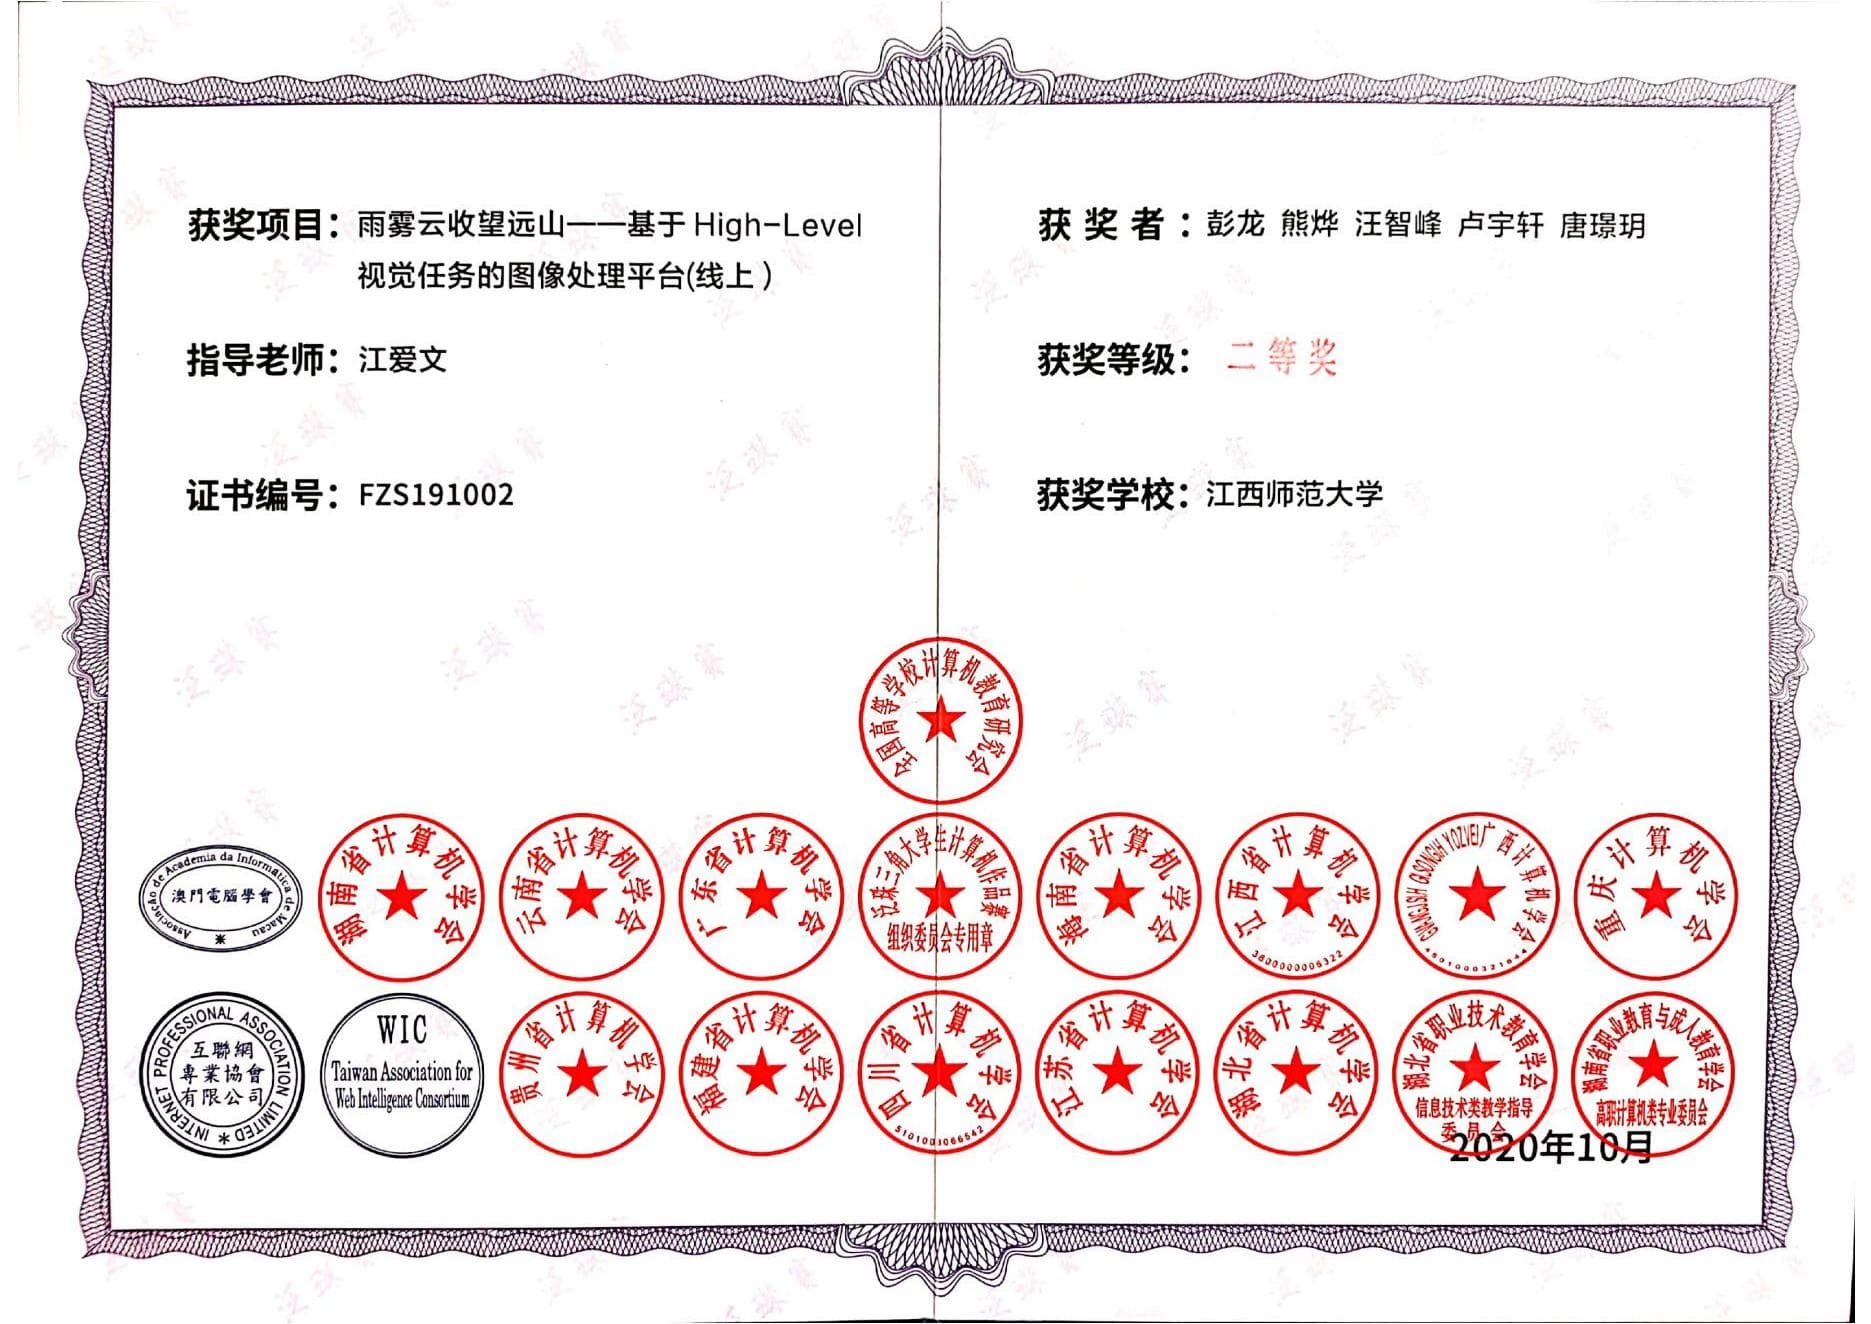 获奖项目：雨雾云收望远山——基于 High-Level
视觉任务的图像处理平台(线上）
获 奖 者 ：彭龙 熊烨 汪智峰 卢宇轩 唐璟玥
指导老师：江爱文
获奖等级： 二等奖
证书编号：FZS191002
获奖学校：江西师范大学
全国高等学校计算机教育研究会
Associação de Academia da Informática de Macau
澳門電腦學會
湖南省计算机学会
云南省计算机学会
广东省计算机学会
泛珠三角大学生计算机作品赛
组织委员会专用章
海南省计算机学会
江西省计算机学会
3600000006322
广西计算机学会
重庆计算机学会
INTERNET PROFESSIONAL ASSOCIATION LIMITED
互聯網
專業協會
有限公司
WIC
Taiwan Association for
Web Intelligence Consortium
贵州省计算机学会
福建省计算机学会
四川省计算机学会
5101001066542
江苏省计算机学会
湖北省计算机学会
湖北省职业技术教育学会
信息技术类教学指导
委员会
湖南省职业教育与成人教育学会
高职计算机类专业委员会
2020年10月